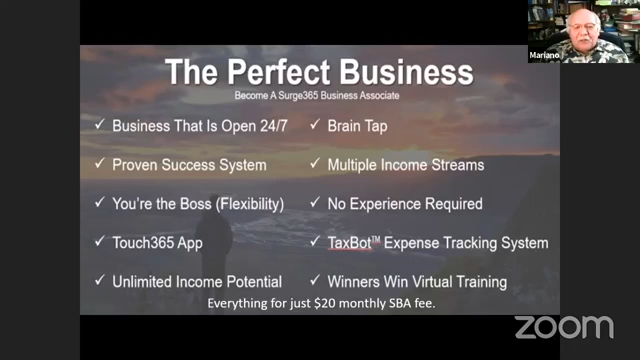 The Perfect Business
Become A Surge365 Business Associate
✓ Business That Is Open 24/7
✓ Proven Success System
✓ You're the Boss (Flexibility)
✓ Touch365 App
✓ Unlimited Income Potential
✓ Brain Tap
✓ Multiple Income Streams
✓ No Experience Required
✓ TaxBot™ Expense Tracking System
✓ Winners Win Virtual Training
Everything for just $20 monthly SBA fee.
Mariano
zoom